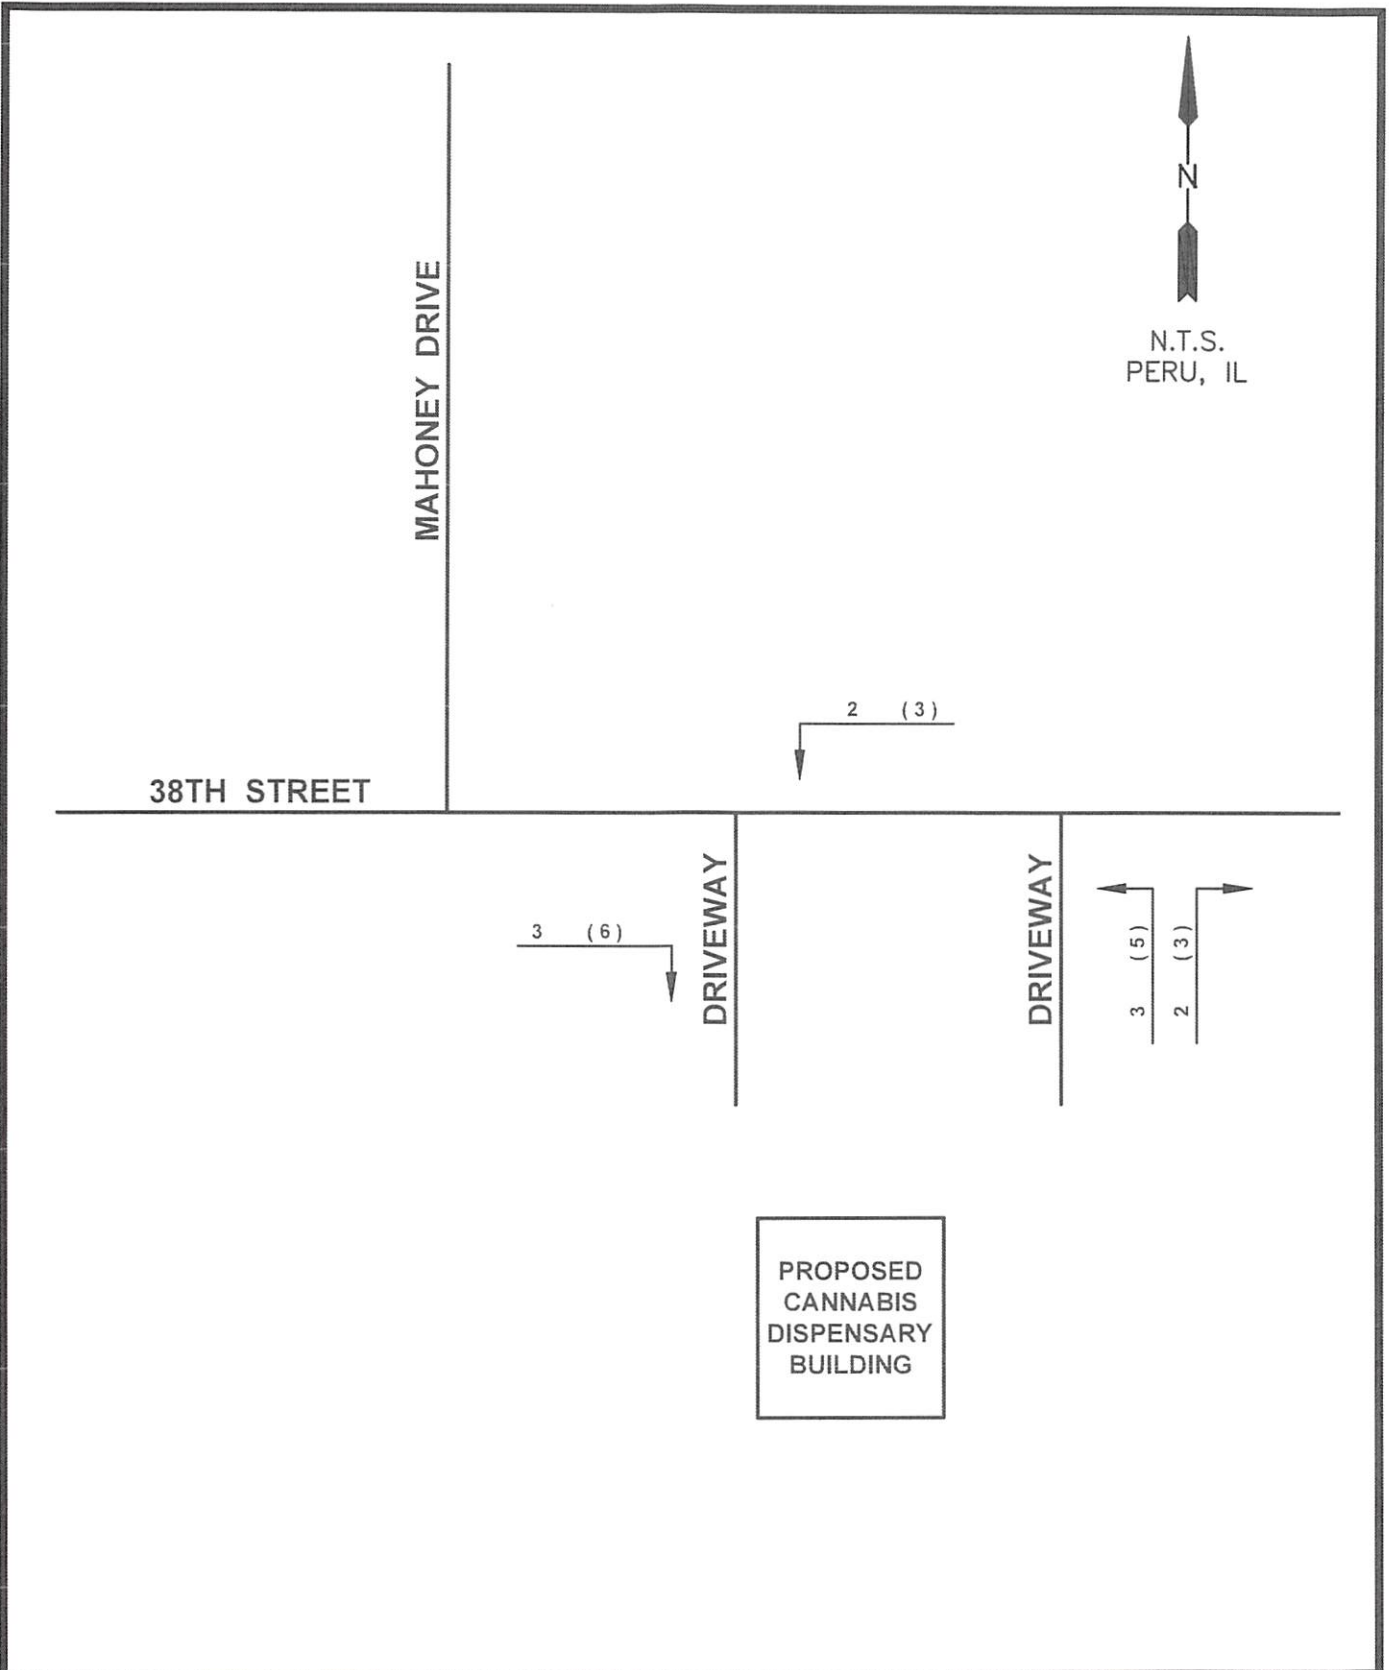 N
N.T.S.
PERU, IL
MAHONEY DRIVE
2 (3)
38TH STREET
3 (6)
DRIVEWAY
DRIVEWAY
3 (5)
2 (3)
PROPOSED
CANNABIS
DISPENSARY
BUILDING